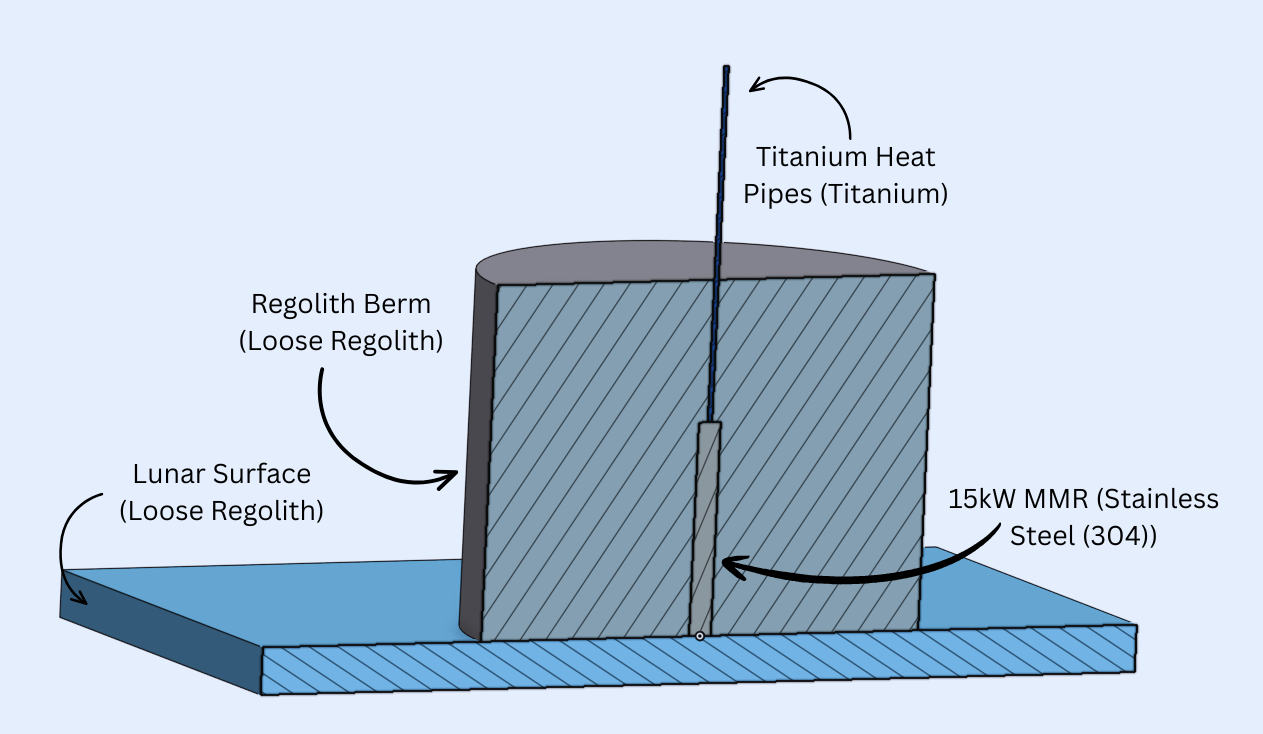 Titanium Heat
Pipes (Titanium)
Regolith Berm
(Loose Regolith)
Lunar Surface
(Loose Regolith)
15kW MMR (Stainless
Steel (304))